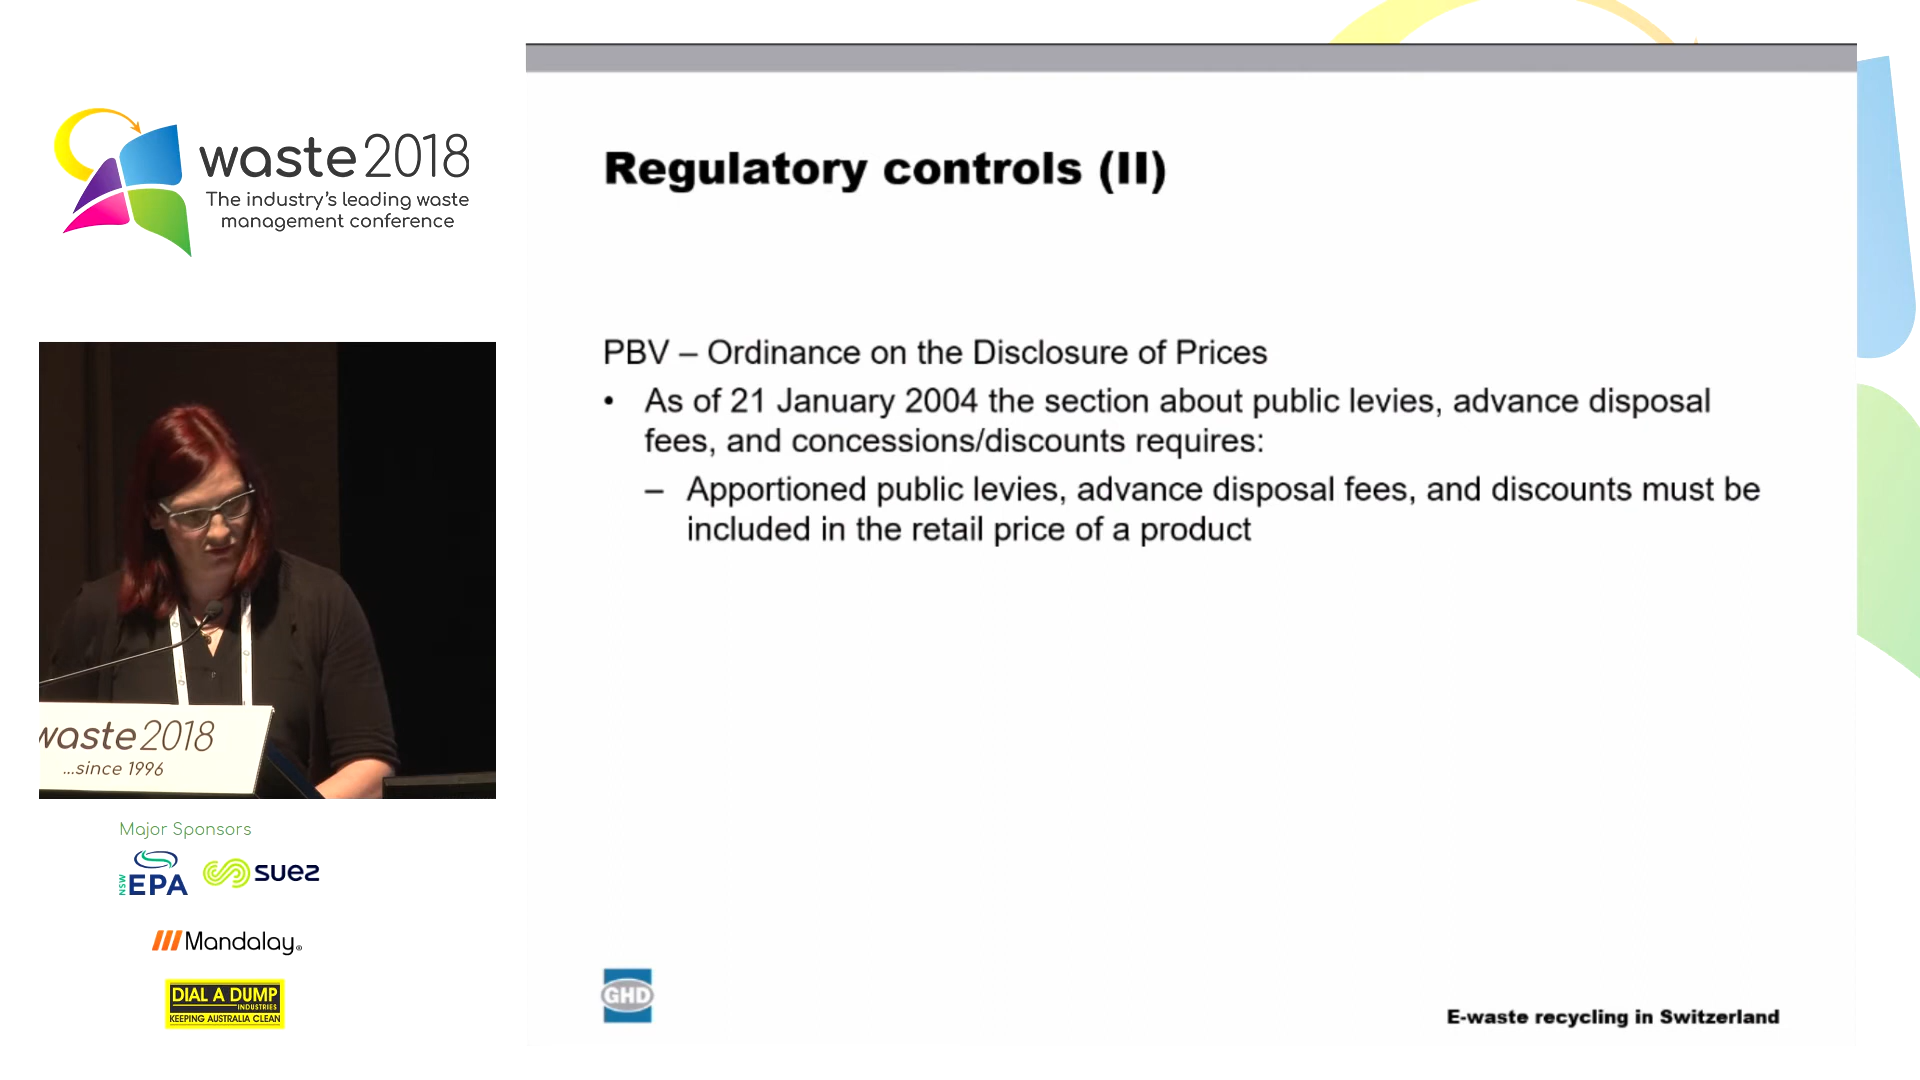 waste2018
The industry's leading waste
management conference
Regulatory controls (II)
PBV – Ordinance on the Disclosure of Prices
• As of 21 January 2004 the section about public levies, advance disposal
fees, and concessions/discounts requires:
– Apportioned public levies, advance disposal fees, and discounts must be
included in the retail price of a product
waste2018
...since 1996
Major Sponsors
NSW
EPA
suez
Mandalay®
DIAL A DUMP
INDUSTRIES
KEEPING AUSTRALIA CLEAN
GHD
E-waste recycling in Switzerland